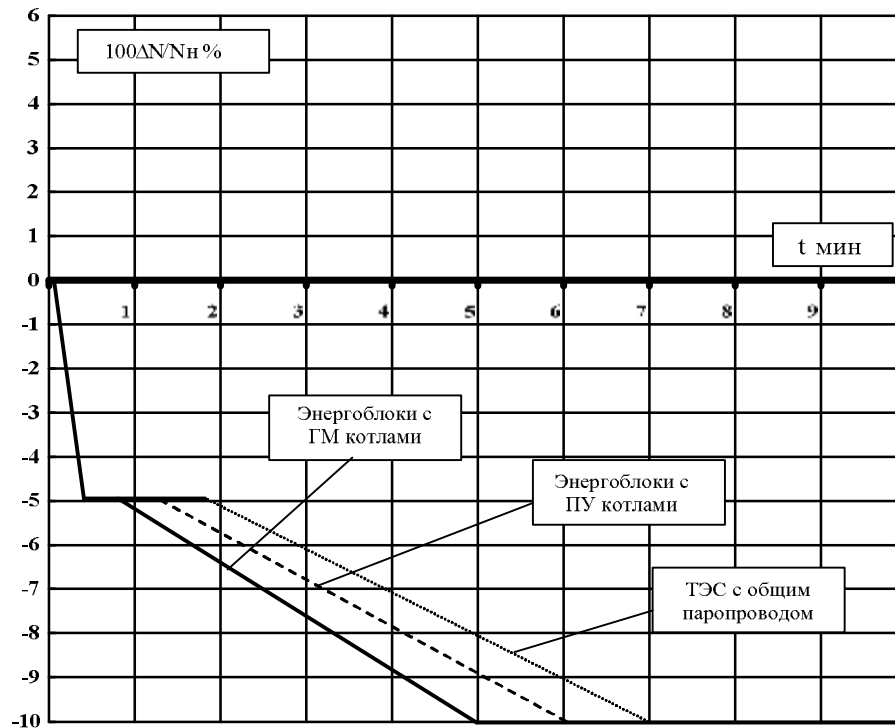 6
100ΔN/Nн %
5
4
3
2
1
t мин
0
1 2 3 4 5 6 7 8 9
-1
-2
-3
Энергоблоки с
ГМ котлами
-4
Энергоблоки с
ПУ котлами
-5
-6
ТЭС с общим
паропроводом
-7
-8
-9
-10